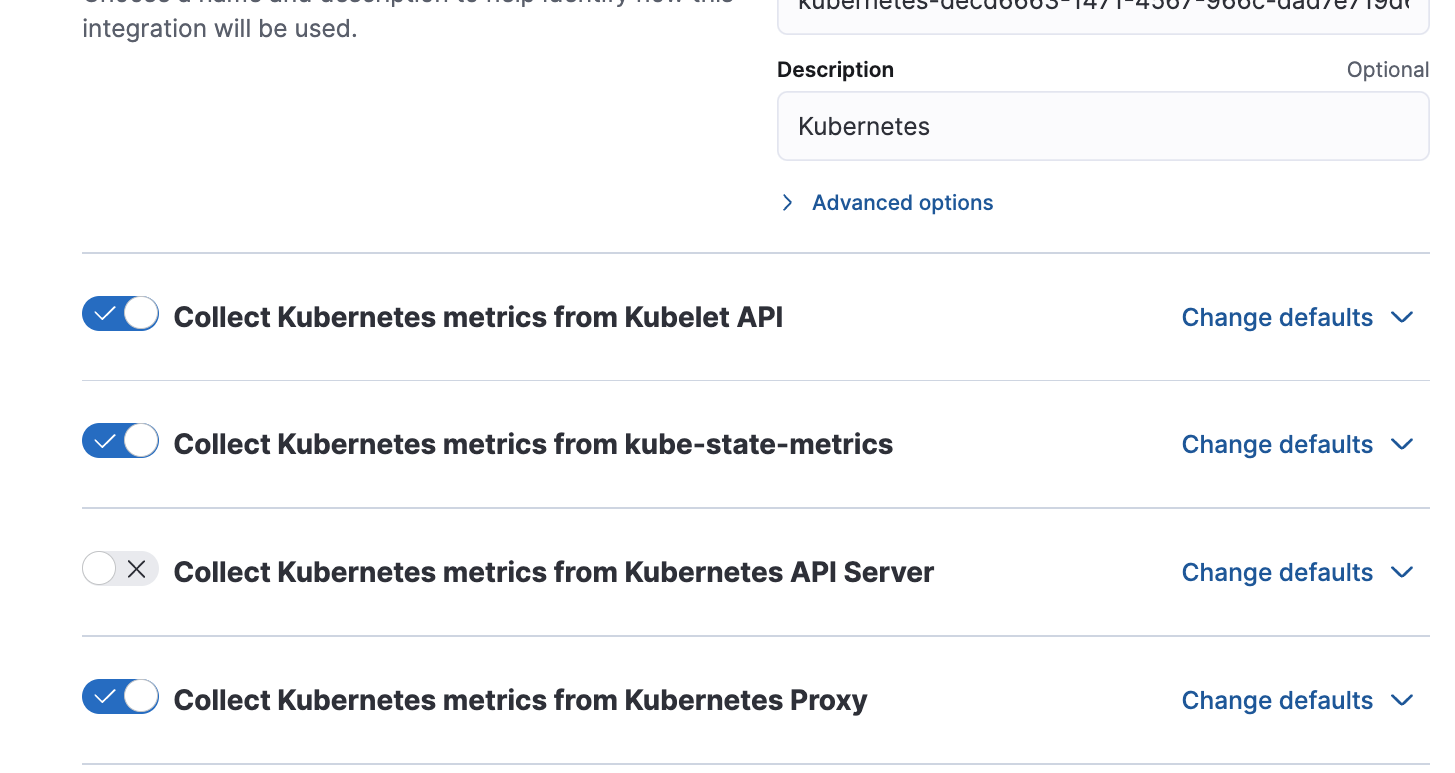 integration will be used.
Description
Optional
Kubernetes
Advanced options
Collect Kubernetes metrics from Kubelet API
Change defaults
Collect Kubernetes metrics from kube-state-metrics
Change defaults
Collect Kubernetes metrics from Kubernetes API Server
Change defaults
Collect Kubernetes metrics from Kubernetes Proxy
Change defaults